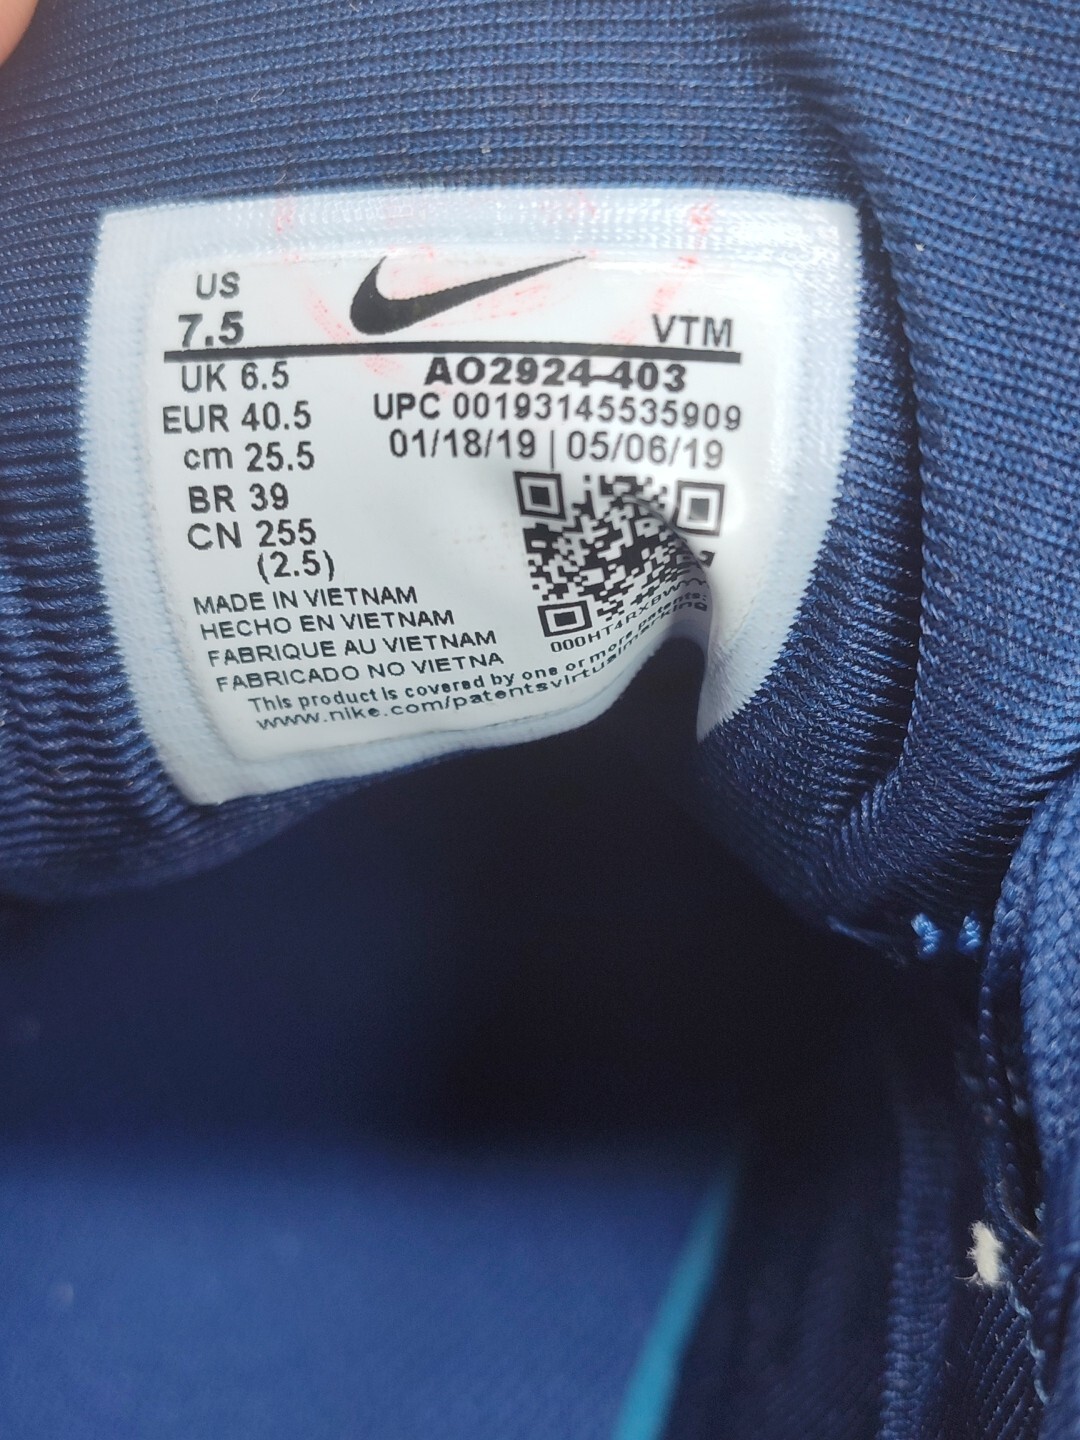 US
7.5
VTM
UK 6.5
AO2924-403
EUR 40.5
UPC 00193145535909
cm 25.5
01/18/19 | 05/06/19
BR 39
CN 255
(2.5)
MADE IN VIETNAM
HECHO EN VIETNAM
FABRIQUE AU VIETNAM
FABRICADO NO VIETNA
This product is covered by one or more patents:
www.nike.com/patentsvirtualmarking